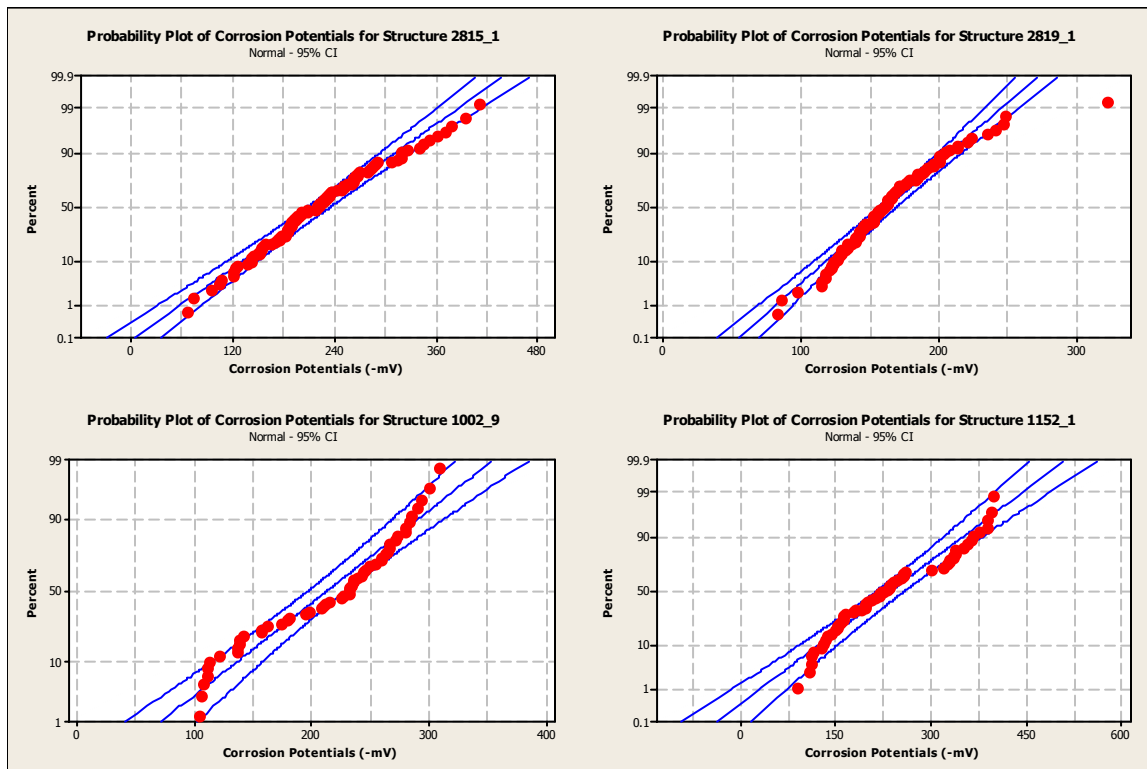 Probability Plot of Corrosion Potentials for Structure 2815_1
Normal - 95% CI
99.9
99
90
50
10
1
0.1
Percent
0
120
240
360
480
Corrosion Potentials (-mV)
Probability Plot of Corrosion Potentials for Structure 2819_1
Normal - 95% CI
99.9
99
90
50
10
1
0.1
Percent
0
100
200
300
Corrosion Potentials (-mV)
Probability Plot of Corrosion Potentials for Structure 1002_9
Normal - 95% CI
99
90
50
10
1
Percent
0
100
200
300
400
Corrosion Potentials (-mV)
Probability Plot of Corrosion Potentials for Structure 1152_1
Normal - 95% CI
99.9
99
90
50
10
1
0.1
Percent
0
150
300
450
600
Corrosion Potentials (-mV)